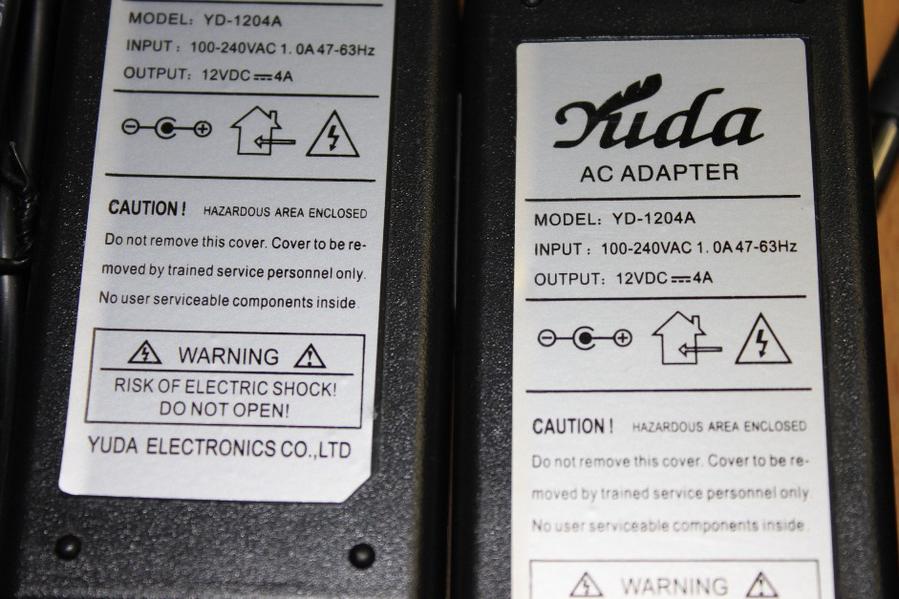 MODEL: YD-1204A
INPUT: 100-240VAC 1.0A 47-63Hz
OUTPUT: 12VDC⎓4A
CAUTION! HAZARDOUS AREA ENCLOSED
Do not remove this cover. Cover to be re-
moved by trained service personnel only.
No user serviceable components inside.
WARNING
RISK OF ELECTRIC SHOCK!
DO NOT OPEN!
YUDA ELECTRONICS CO.,LTD
Yuda
AC ADAPTER
MODEL: YD-1204A
INPUT: 100-240VAC 1.0A 47-63Hz
OUTPUT: 12VDC⎓4A
CAUTION! HAZARDOUS AREA ENCLOSED
Do not remove this cover. Cover to be re-
moved by trained service personnel only.
No user serviceable components inside.
WARNING